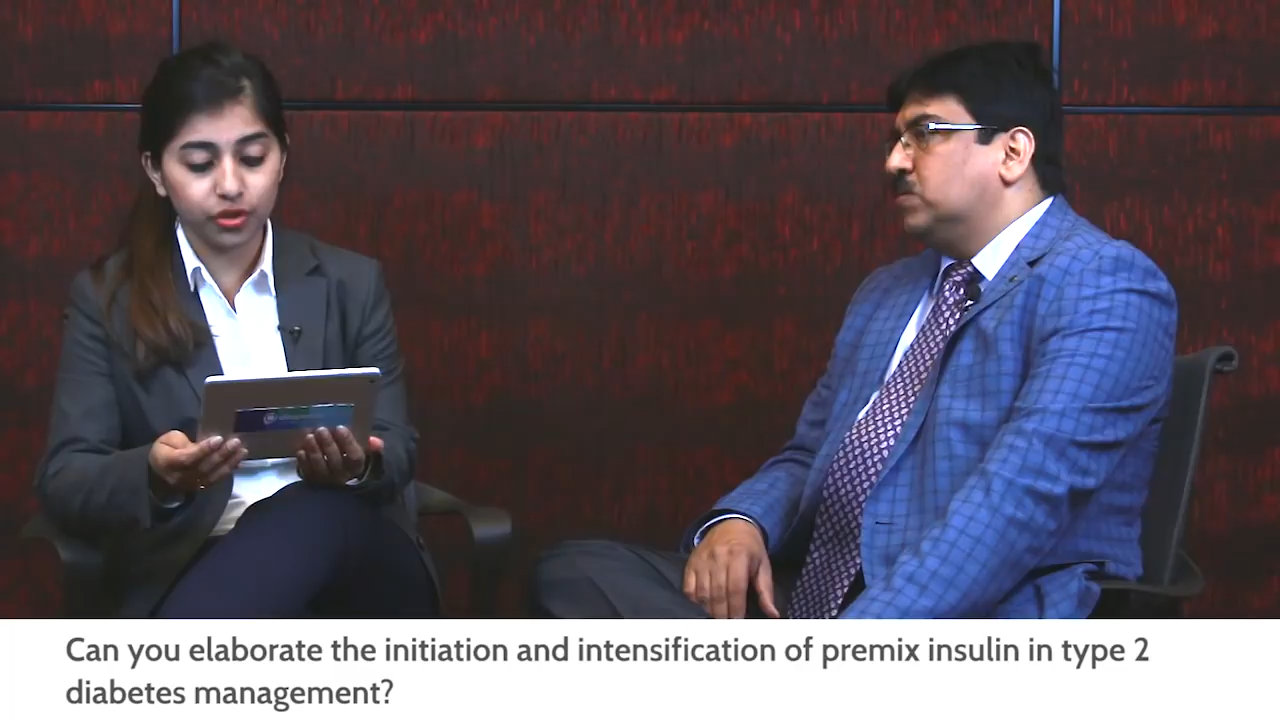 Can you elaborate the initiation and intensification of premix insulin in type 2
diabetes management?